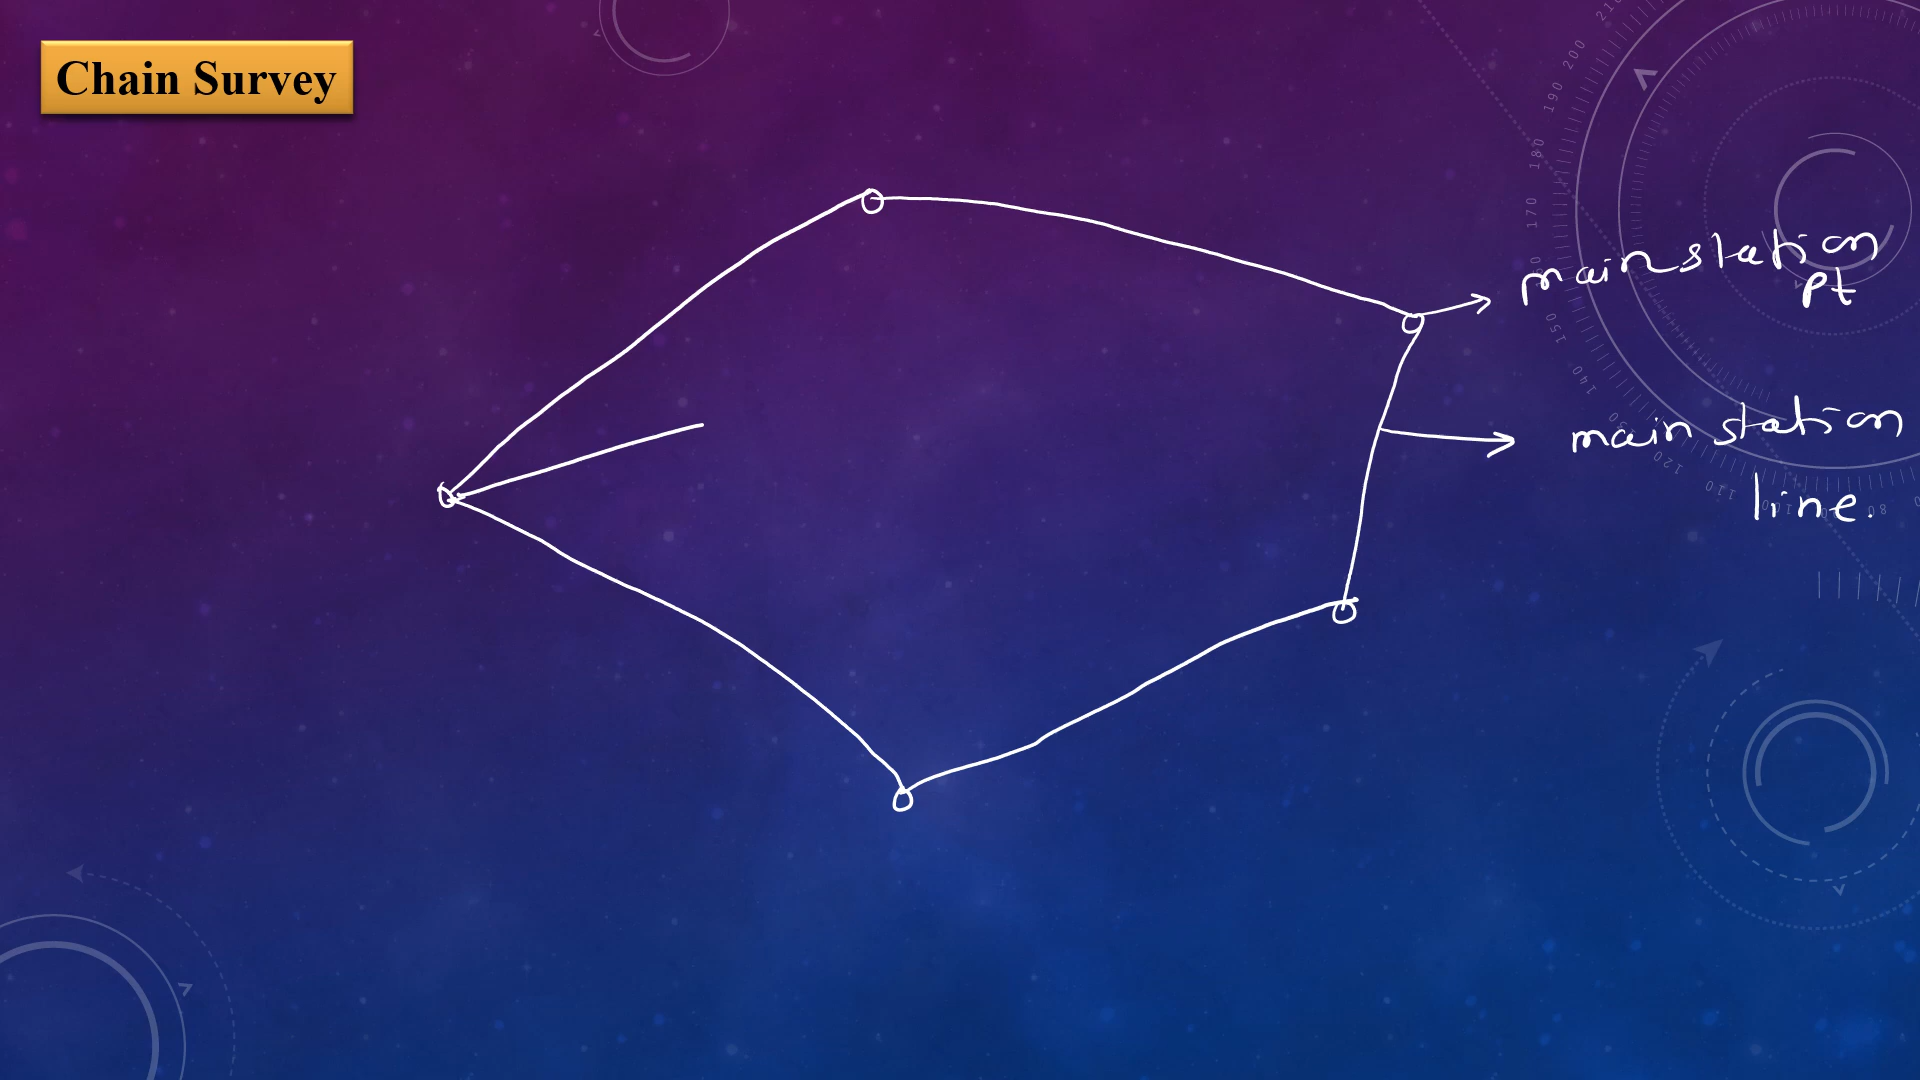 Chain Survey
main station
Pt
main station
line.